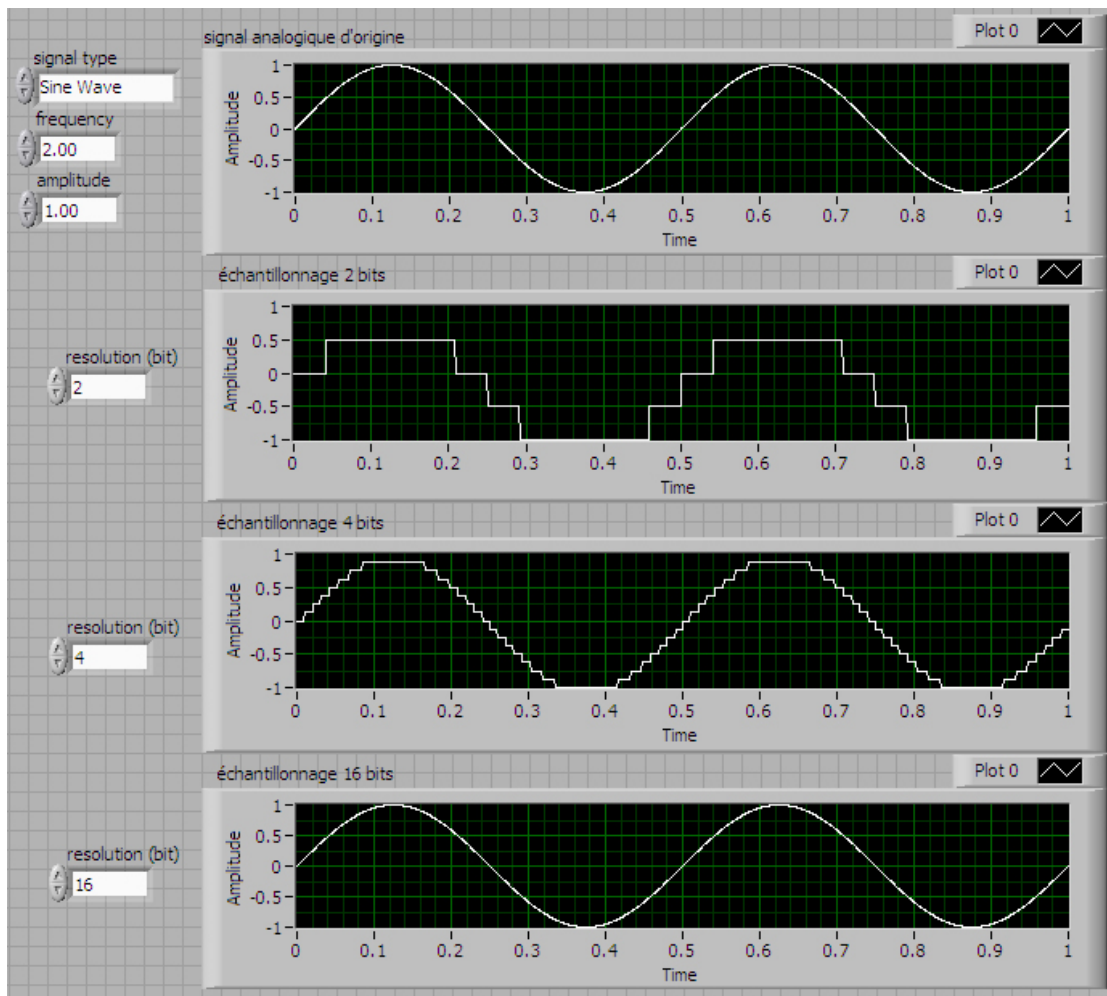 signal type
Sine Wave
frequency
2.00
amplitude
1.00
signal analogique d'origine
Plot 0
Amplitude
1
0.5
0
-0.5
-1
0 0.1 0.2 0.3 0.4 0.5 0.6 0.7 0.8 0.9 1
Time
échantillonnage 2 bits
Plot 0
resolution (bit)
2
Amplitude
1
0.5
0
-0.5
-1
0 0.1 0.2 0.3 0.4 0.5 0.6 0.7 0.8 0.9 1
Time
échantillonnage 4 bits
Plot 0
resolution (bit)
4
Amplitude
1
0.5
0
-0.5
-1
0 0.1 0.2 0.3 0.4 0.5 0.6 0.7 0.8 0.9 1
Time
échantillonnage 16 bits
Plot 0
resolution (bit)
16
Amplitude
1
0.5
0
-0.5
-1
0 0.1 0.2 0.3 0.4 0.5 0.6 0.7 0.8 0.9 1
Time